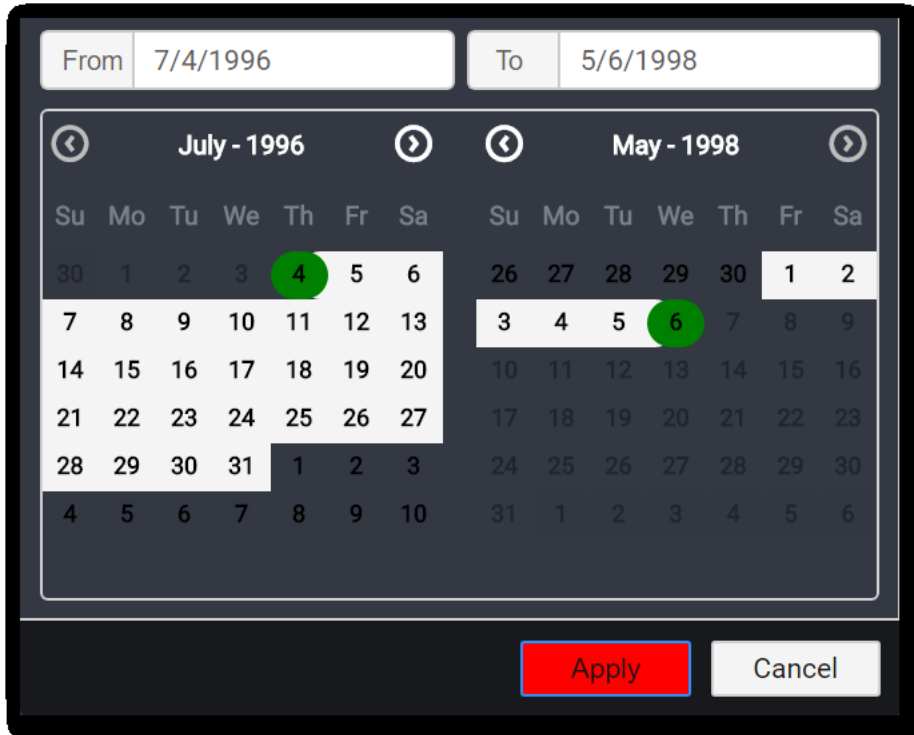 From 7/4/1996 To 5/6/1998
July - 1996 May - 1998
Su Mo Tu We Th Fr Sa Su Mo Tu We Th Fr Sa
30 1 2 3 4 5 6 26 27 28 29 30 1 2
7 8 9 10 11 12 13 3 4 5 6 7 8 9
14 15 16 17 18 19 20 10 11 12 13 14 15 16
21 22 23 24 25 26 27 17 18 19 20 21 22 23
28 29 30 31 1 2 3 24 25 26 27 28 29 30
4 5 6 7 8 9 10 31 1 2 3 4 5 6
Apply Cancel